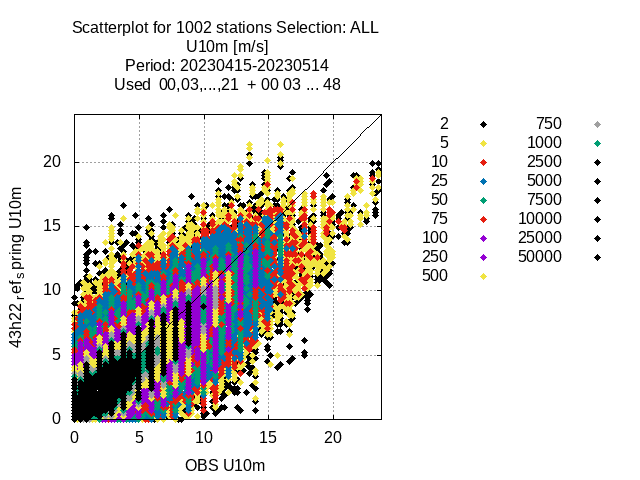 Scatterplot for 1002 stations Selection: ALL
U10m [m/s]
Period: 20230415-20230514
Used 00,03,...,21 + 00 03 ... 48
43h22_ref_spring U10m
20
15
10
5
0
0 5 10 15 20
OBS U10m
2 750
5 1000
10 2500
25 5000
50 7500
75 10000
100 25000
250 50000
500